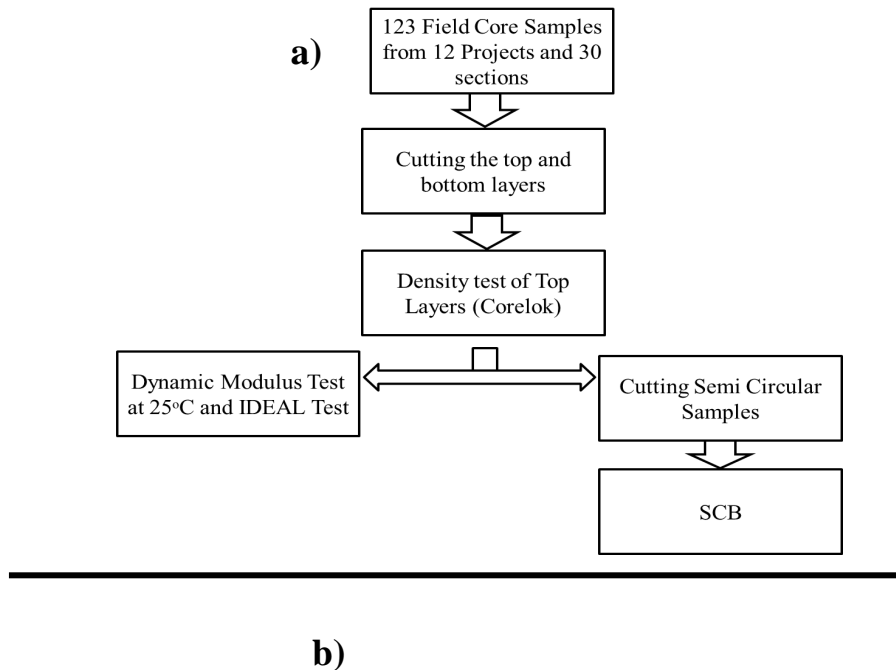 a)
123 Field Core Samples
from 12 Projects and 30
sections
Cutting the top and
bottom layers
Density test of Top
Layers (Corelok)
Dynamic Modulus Test
at 25°C and IDEAL Test
Cutting Semi Circular
Samples
SCB
b)